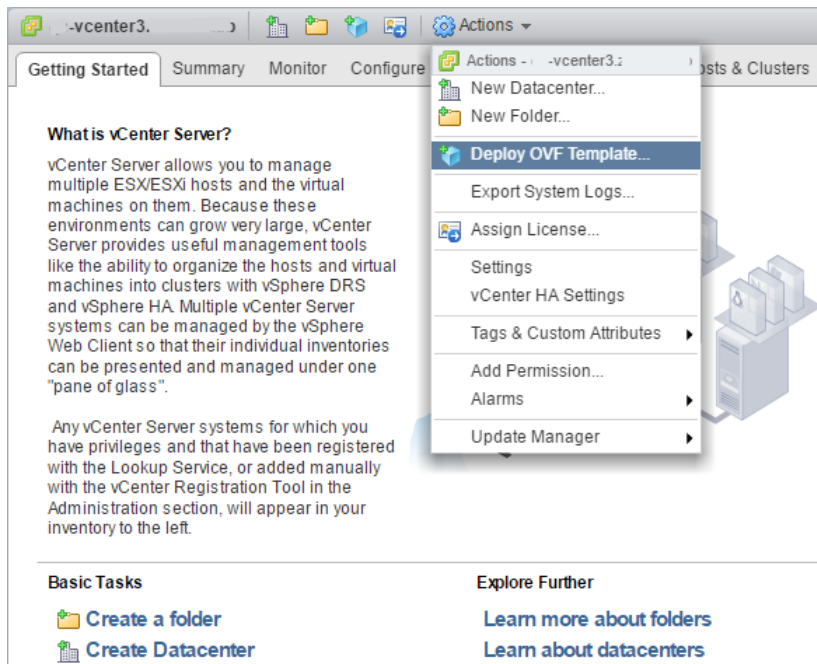 -vcenter3.
Actions
Getting Started Summary Monitor Configure
Actions - -vcenter3.
& Clusters
New Datacenter...
New Folder...
Deploy OVF Template...
Export System Logs...
Assign License...
Settings
vCenter HA Settings
Tags & Custom Attributes
Add Permission...
Alarms
Update Manager
What is vCenter Server?
vCenter Server allows you to manage
multiple ESX/ESXi hosts and the virtual
machines on them. Because these
environments can grow very large, vCenter
Server provides useful management tools
like the ability to organize the hosts and virtual
machines into clusters with vSphere DRS
and vSphere HA. Multiple vCenter Server
systems can be managed by the vSphere
Web Client so that their individual inventories
can be presented and managed under one
"pane of glass".
Any vCenter Server systems for which you
have privileges and that have been registered
with the Lookup Service, or added manually
with the vCenter Registration Tool in the
Administration section, will appear in your
inventory to the left.
Basic Tasks
Create a folder
Create Datacenter
Explore Further
Learn more about folders
Learn about datacenters